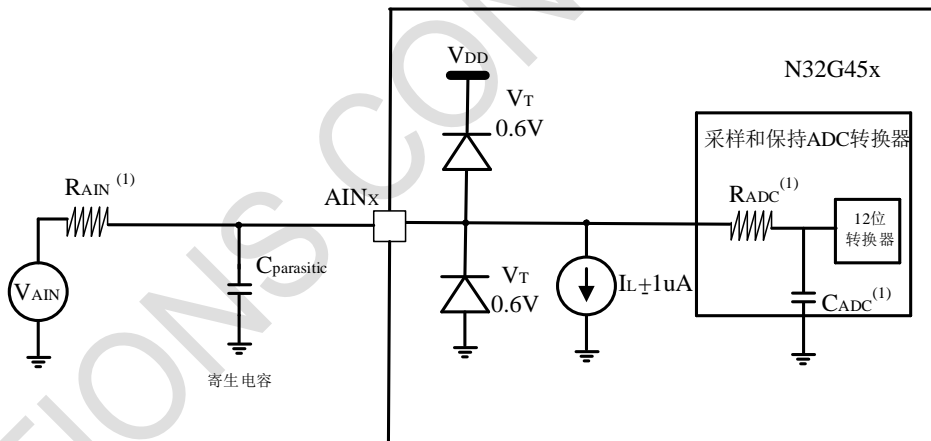 N32G45x
VDD
VT
0.6V
采样和保持ADC转换器
RAIN(1)
AINx
RADC(1)
12位
转换器
VAIN
Cparasitic
VT
0.6V
IL±1uA
CADC(1)
寄生电容
TIONS CON